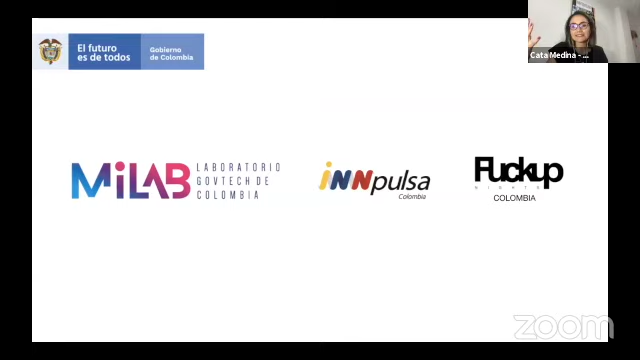 El futuro
es de todos
Gobierno
de Colombia
Cata Medina - ...
MiLAB
LABORATORIO
GOVTECH DE
COLOMBIA
iNNpulsa
Colombia
Fuckup
NIGHTS
COLOMBIA
zoom